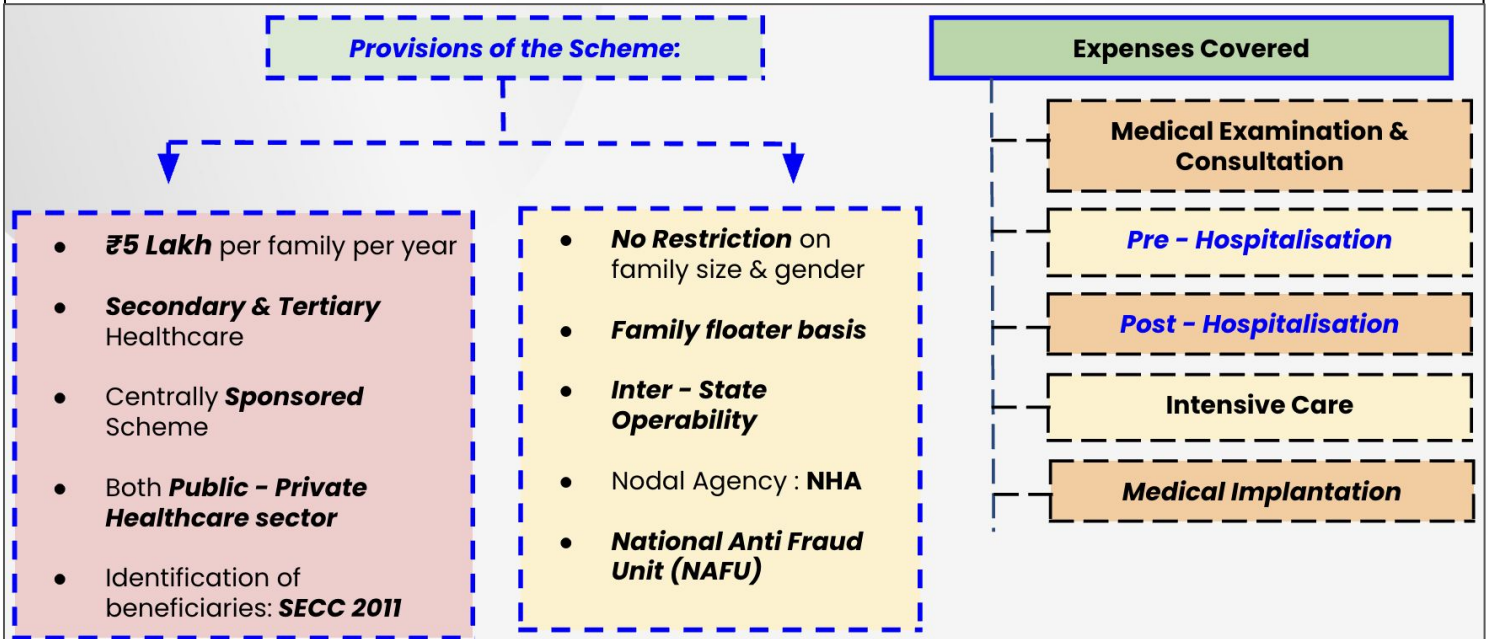 Provisions of the Scheme:
● ₹5 Lakh per family per year
● Secondary & Tertiary
Healthcare
● Centrally Sponsored
Scheme
● Both Public - Private
Healthcare sector
● Identification of
beneficiaries: SECC 2011
● No Restriction on
family size & gender
● Family floater basis
● Inter - State
Operability
● Nodal Agency : NHA
● National Anti Fraud
Unit (NAFU)
Expenses Covered
Medical Examination &
Consultation
Pre - Hospitalisation
Post - Hospitalisation
Intensive Care
Medical Implantation